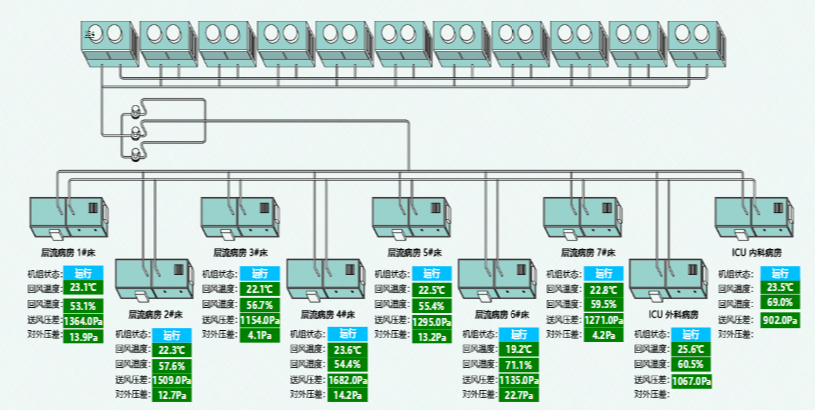 层流病房 1#床
机组状态: 运行
回风温度: 23.1℃
回风湿度: 53.1%
送风压差: 1364.0Pa
对外压差: 13.9Pa
层流病房 2#床
机组状态: 运行
回风温度: 22.3℃
回风湿度: 57.6%
送风压差: 1509.0Pa
对外压差: 12.7Pa
层流病房 3#床
机组状态: 运行
回风温度: 22.1℃
回风湿度: 56.7%
送风压差: 1154.0Pa
对外压差: 4.1Pa
层流病房 4#床
机组状态: 运行
回风温度: 23.6℃
回风湿度: 54.4%
送风压差: 1682.0Pa
对外压差: 14.2Pa
层流病房 5#床
机组状态: 运行
回风温度: 22.5℃
回风湿度: 55.4%
送风压差: 1295.0Pa
对外压差: 13.2Pa
层流病房 6#床
机组状态: 运行
回风温度: 19.2℃
回风湿度: 71.1%
送风压差: 1135.0Pa
对外压差: 22.7Pa
层流病房 7#床
机组状态: 运行
回风温度: 22.8℃
回风湿度: 59.5%
送风压差: 1271.0Pa
对外压差: 4.2Pa
ICU 外科病房
机组状态: 运行
回风温度: 25.6℃
回风湿度: 60.5%
送风压差: 1067.0Pa
对外压差:
ICU 内科病房
机组状态: 运行
回风温度: 23.5℃
回风湿度: 69.0%
送风压差: 902.0Pa
对外压差: